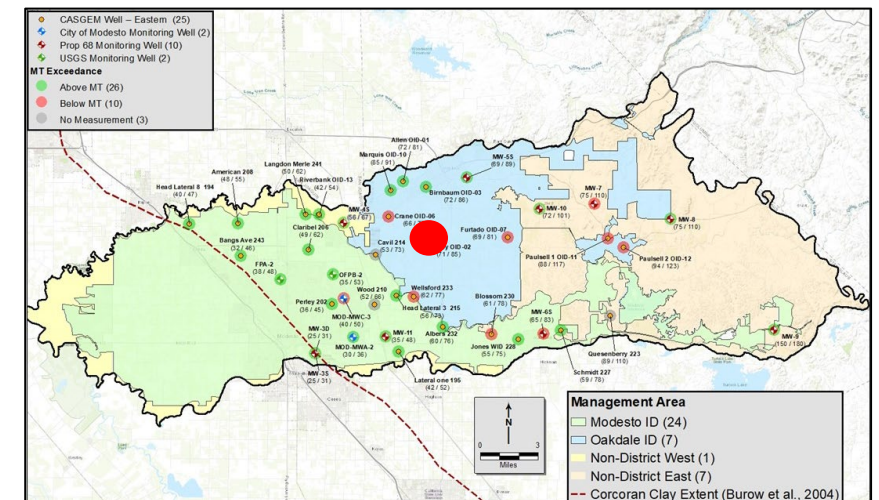 CASGEM Well – Eastern (25)
City of Modesto Monitoring Well (2)
Prop 68 Monitoring Well (10)
USGS Monitoring Well (2)
MT Exceedance
Above MT (26)
Below MT (10)
No Measurement (3)
Allen OID-01
(72 / 81)
Marquis OID-10
(85 / 91)
MW-5S
(69 / 89)
Langdon Merle 241
(50 / 62)
American 208
(48 / 55)
Riverbank OID-13
(42 / 54)
Head Lateral 8 194
(40 / 47)
Birnbaum OID-03
(72 / 86)
MW-7
(75 / 110)
MW-10
(72 / 101)
(56 / 67)
Crane OID-06
(66
MW-8
(75 / 110)
Claribel 206
(49 / 62)
Furtado OID-07
(69 / 81)
Bangs Ave 243
(32 / 46)
Cavil 214
(53 / 73)
OID-02
(71 / 85)
Paulsell 1 OID-11
(88 / 117)
Paulsell 2 OID-12
(94 / 123)
FPA-2
(38 / 48)
OFPB-2
(35 / 53)
Wood 210
(52 / 66)
Wellsford 233
(62 / 77)
Blossom 230
(61 / 78)
Perley 202
(36 / 45)
Head Lateral 3 215
MOD-MWC-3
(40 / 50)
MW-6S
(65 / 83)
MW-3D
(25 / 31)
MW-11
(35 / 48)
Albers 232
(60 / 76)
MW-9
(150 / 180)
MOD-MWA-2
(30 / 36)
Jones WID 228
(55 / 75)
Quesenberry 223
(89 / 110)
MW-3S
(25 / 31)
Schmidt 227
(59 / 78)
Lateral one 195
(42 / 52)
N
0 3
Miles
Management Area
Modesto ID (24)
Oakdale ID (7)
Non-District West (1)
Non-District East (7)
Corcoran Clay Extent (Burow et al., 2004)